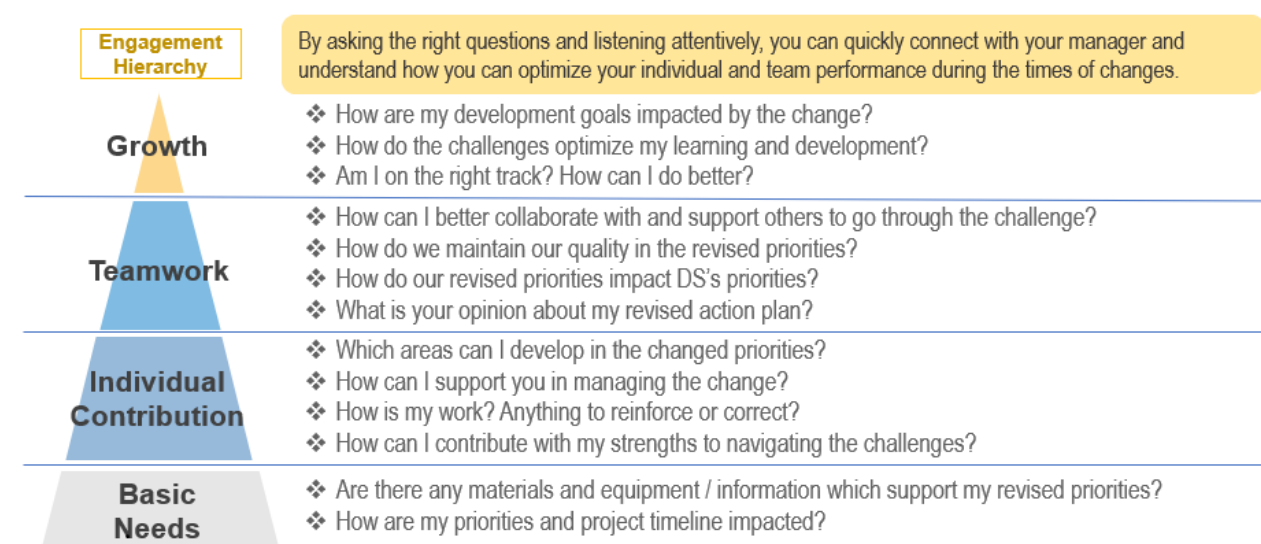 Engagement
Hierarchy
By asking the right questions and listening attentively, you can quickly connect with your manager and
understand how you can optimize your individual and team performance during the times of changes.
Growth
❖ How are my development goals impacted by the change?
❖ How do the challenges optimize my learning and development?
❖ Am I on the right track? How can I do better?
Teamwork
❖ How can I better collaborate with and support others to go through the challenge?
❖ How do we maintain our quality in the revised priorities?
❖ How do our revised priorities impact DS's priorities?
❖ What is your opinion about my revised action plan?
Individual
Contribution
❖ Which areas can I develop in the changed priorities?
❖ How can I support you in managing the change?
❖ How is my work? Anything to reinforce or correct?
❖ How can I contribute with my strengths to navigating the challenges?
Basic
Needs
❖ Are there any materials and equipment / information which support my revised priorities?
❖ How are my priorities and project timeline impacted?